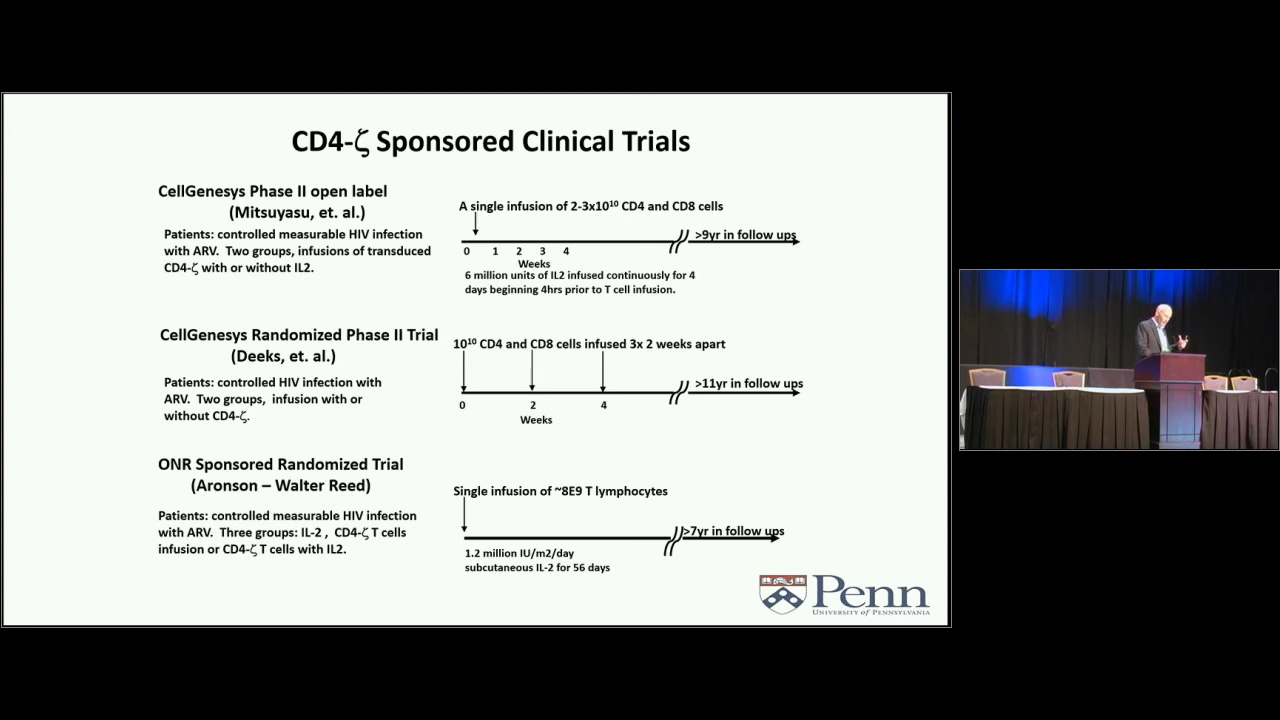 CD4-ζ Sponsored Clinical Trials
CellGenesys Phase II open label
(Mitsuyasu, et. al.)
Patients: controlled measurable HIV infection
with ARV.  Two groups, infusions of transduced
CD4-ζ with or without IL2.
A single infusion of 2-3x10¹⁰ CD4 and CD8 cells
>9yr in follow ups
0 1 2 3 4
Weeks
6 million units of IL2 infused continuously for 4
days beginning 4hrs prior to T cell infusion.
CellGenesys Randomized Phase II Trial
(Deeks, et. al.)
Patients: controlled HIV infection with
ARV.  Two groups,  infusion with or
without CD4-ζ.
10¹⁰ CD4 and CD8 cells infused 3x 2 weeks apart
>11yr in follow ups
0 2 4
Weeks
ONR Sponsored Randomized Trial
(Aronson – Walter Reed)
Patients: controlled measurable HIV infection
with ARV.  Three groups: IL-2 ,  CD4-ζ T cells
infusion or CD4-ζ T cells with IL2.
Single infusion of ~8E9 T lymphocytes
>7yr in follow ups
1.2 million IU/m2/day
subcutaneous IL-2 for 56 days
Penn
UNIVERSITY of PENNSYLVANIA